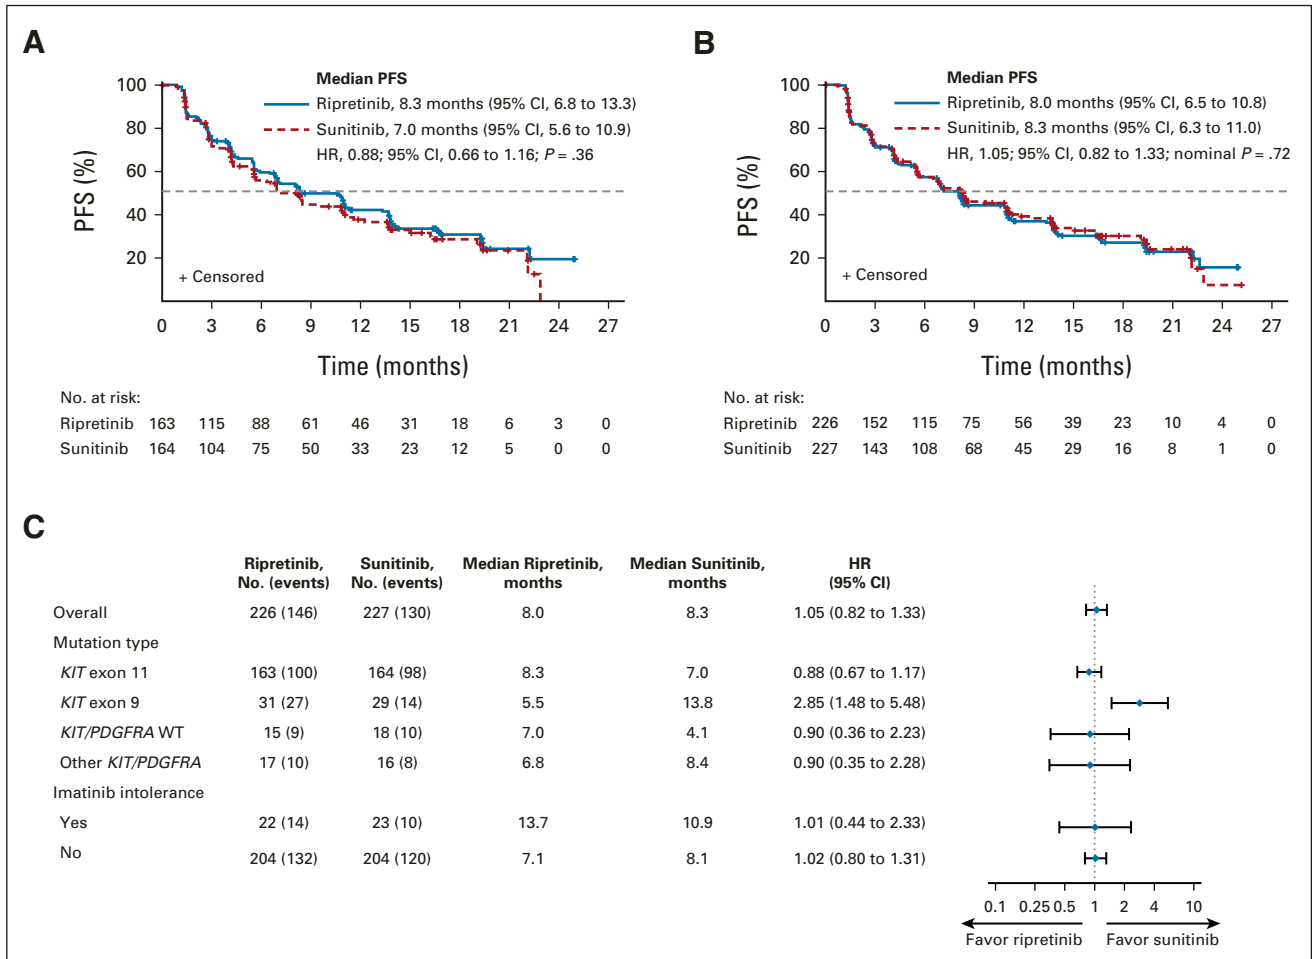 A
Median PFS
Ripretinib, 8.3 months (95% CI, 6.8 to 13.3)
Sunitinib, 7.0 months (95% CI, 5.6 to 10.9)
HR, 0.88; 95% CI, 0.66 to 1.16; P = .36
PFS (%)
100
80
60
40
20
+ Censored
0 3 6 9 12 15 18 21 24 27
Time (months)
No. at risk:
Ripretinib 163 115 88 61 46 31 18 6 3 0
Sunitinib 164 104 75 50 33 23 12 5 0 0
B
Median PFS
Ripretinib, 8.0 months (95% CI, 6.5 to 10.8)
Sunitinib, 8.3 months (95% CI, 6.3 to 11.0)
HR, 1.05; 95% CI, 0.82 to 1.33; nominal P = .72
PFS (%)
100
80
60
40
20
+ Censored
0 3 6 9 12 15 18 21 24 27
Time (months)
No. at risk:
Ripretinib 226 152 115 75 56 39 23 10 4 0
Sunitinib 227 143 108 68 45 29 16 8 1 0
C
Ripretinib, Sunitinib, Median Ripretinib, Median Sunitinib, HR
No. (events) No. (events) months months (95% CI)
Overall 226 (146) 227 (130) 8.0 8.3 1.05 (0.82 to 1.33)
Mutation type
KIT exon 11 163 (100) 164 (98) 8.3 7.0 0.88 (0.67 to 1.17)
KIT exon 9 31 (27) 29 (14) 5.5 13.8 2.85 (1.48 to 5.48)
KIT/PDGFRA WT 15 (9) 18 (10) 7.0 4.1 0.90 (0.36 to 2.23)
Other KIT/PDGFRA 17 (10) 16 (8) 6.8 8.4 0.90 (0.35 to 2.28)
Imatinib intolerance
Yes 22 (14) 23 (10) 13.7 10.9 1.01 (0.44 to 2.33)
No 204 (132) 204 (120) 7.1 8.1 1.02 (0.80 to 1.31)
0.1 0.25 0.5 1 2 4 10
Favor ripretinib Favor sunitinib